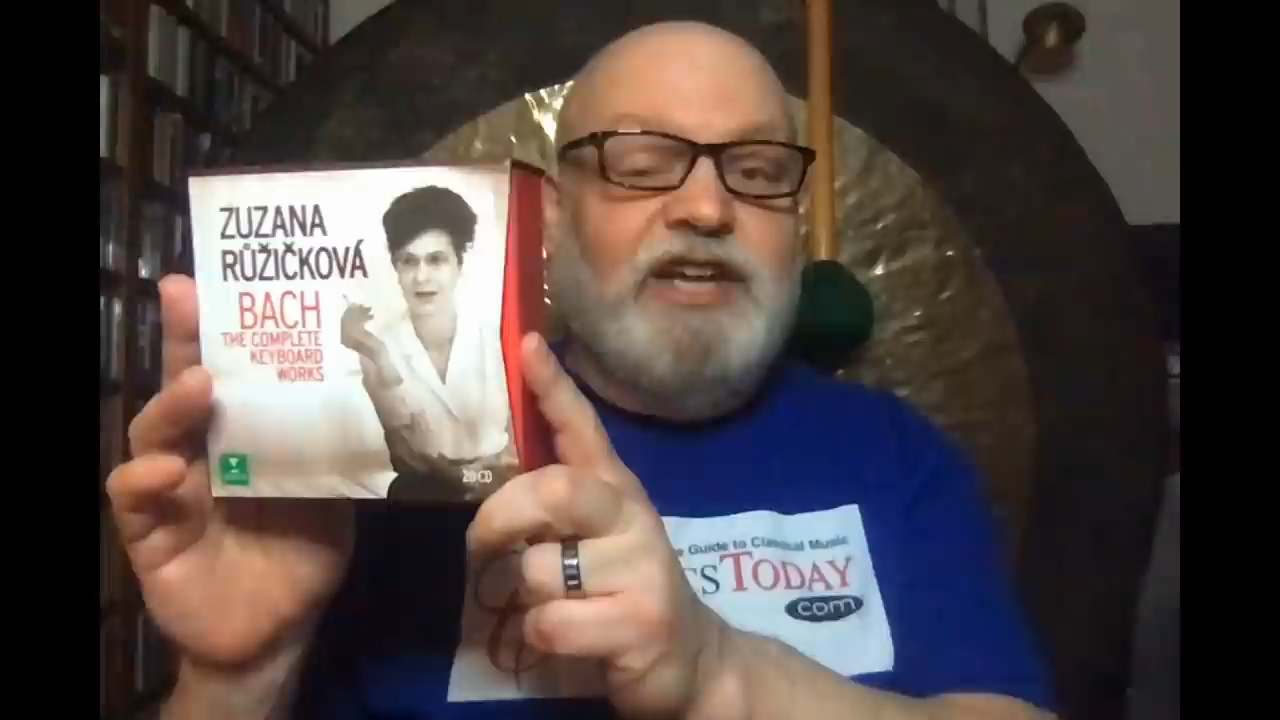 ZUZANA
RŮŽIČKOVÁ
BACH
THE COMPLETE
KEYBOARD
WORKS
20 CD
Guide to Classical Music
TODAY
com